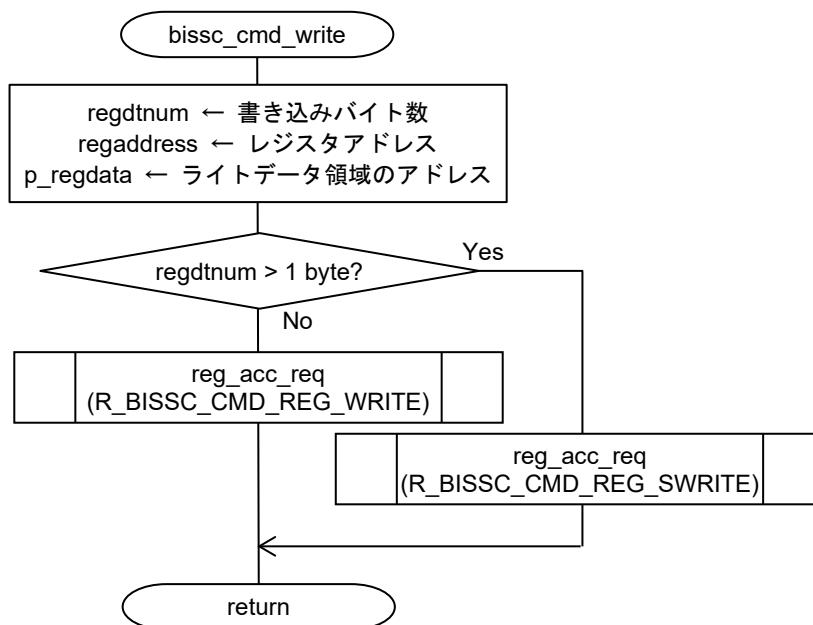 bissc_cmd_write
regdtnum ← 書き込みバイト数
regaddress ← レジスタアドレス
p_regdata ← ライトデータ領域のアドレス
regdtnum > 1 byte?
Yes
No
reg_acc_req
(R_BISSC_CMD_REG_WRITE)
reg_acc_req
(R_BISSC_CMD_REG_SWRITE)
return